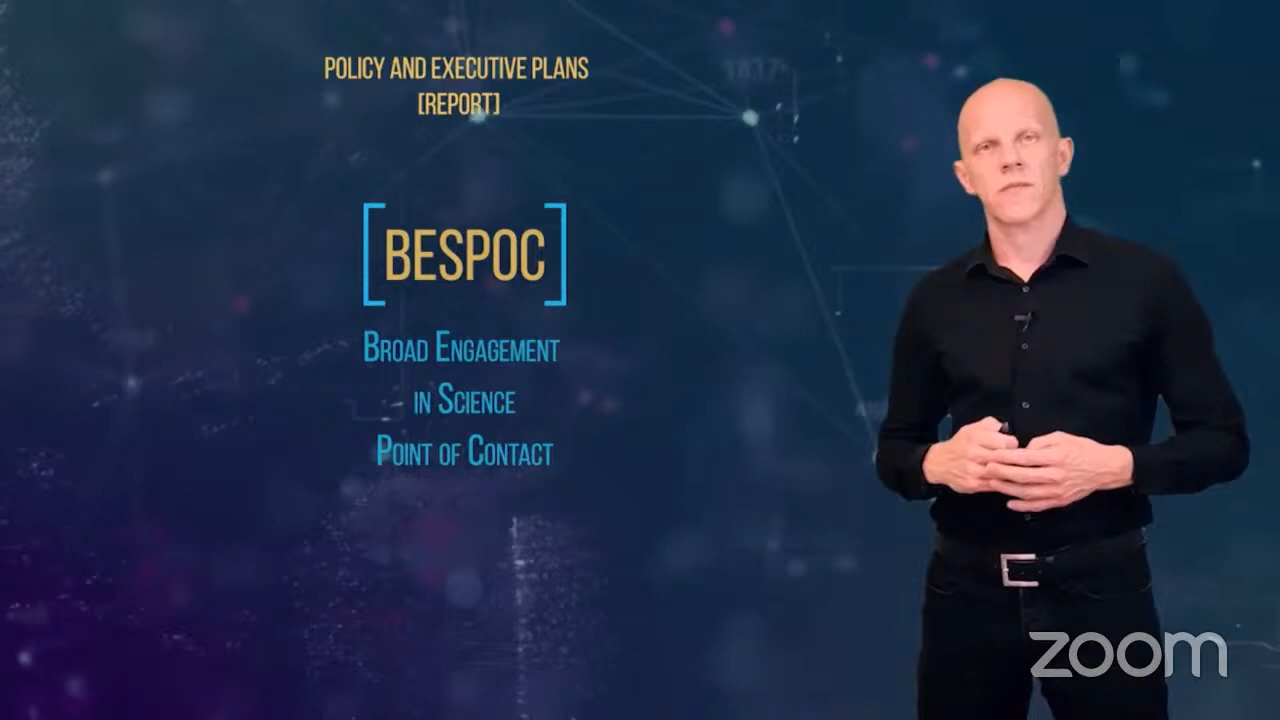 POLICY AND EXECUTIVE PLANS
[REPORT]
[BESPOC]
BROAD ENGAGEMENT
IN SCIENCE
POINT OF CONTACT
zoom